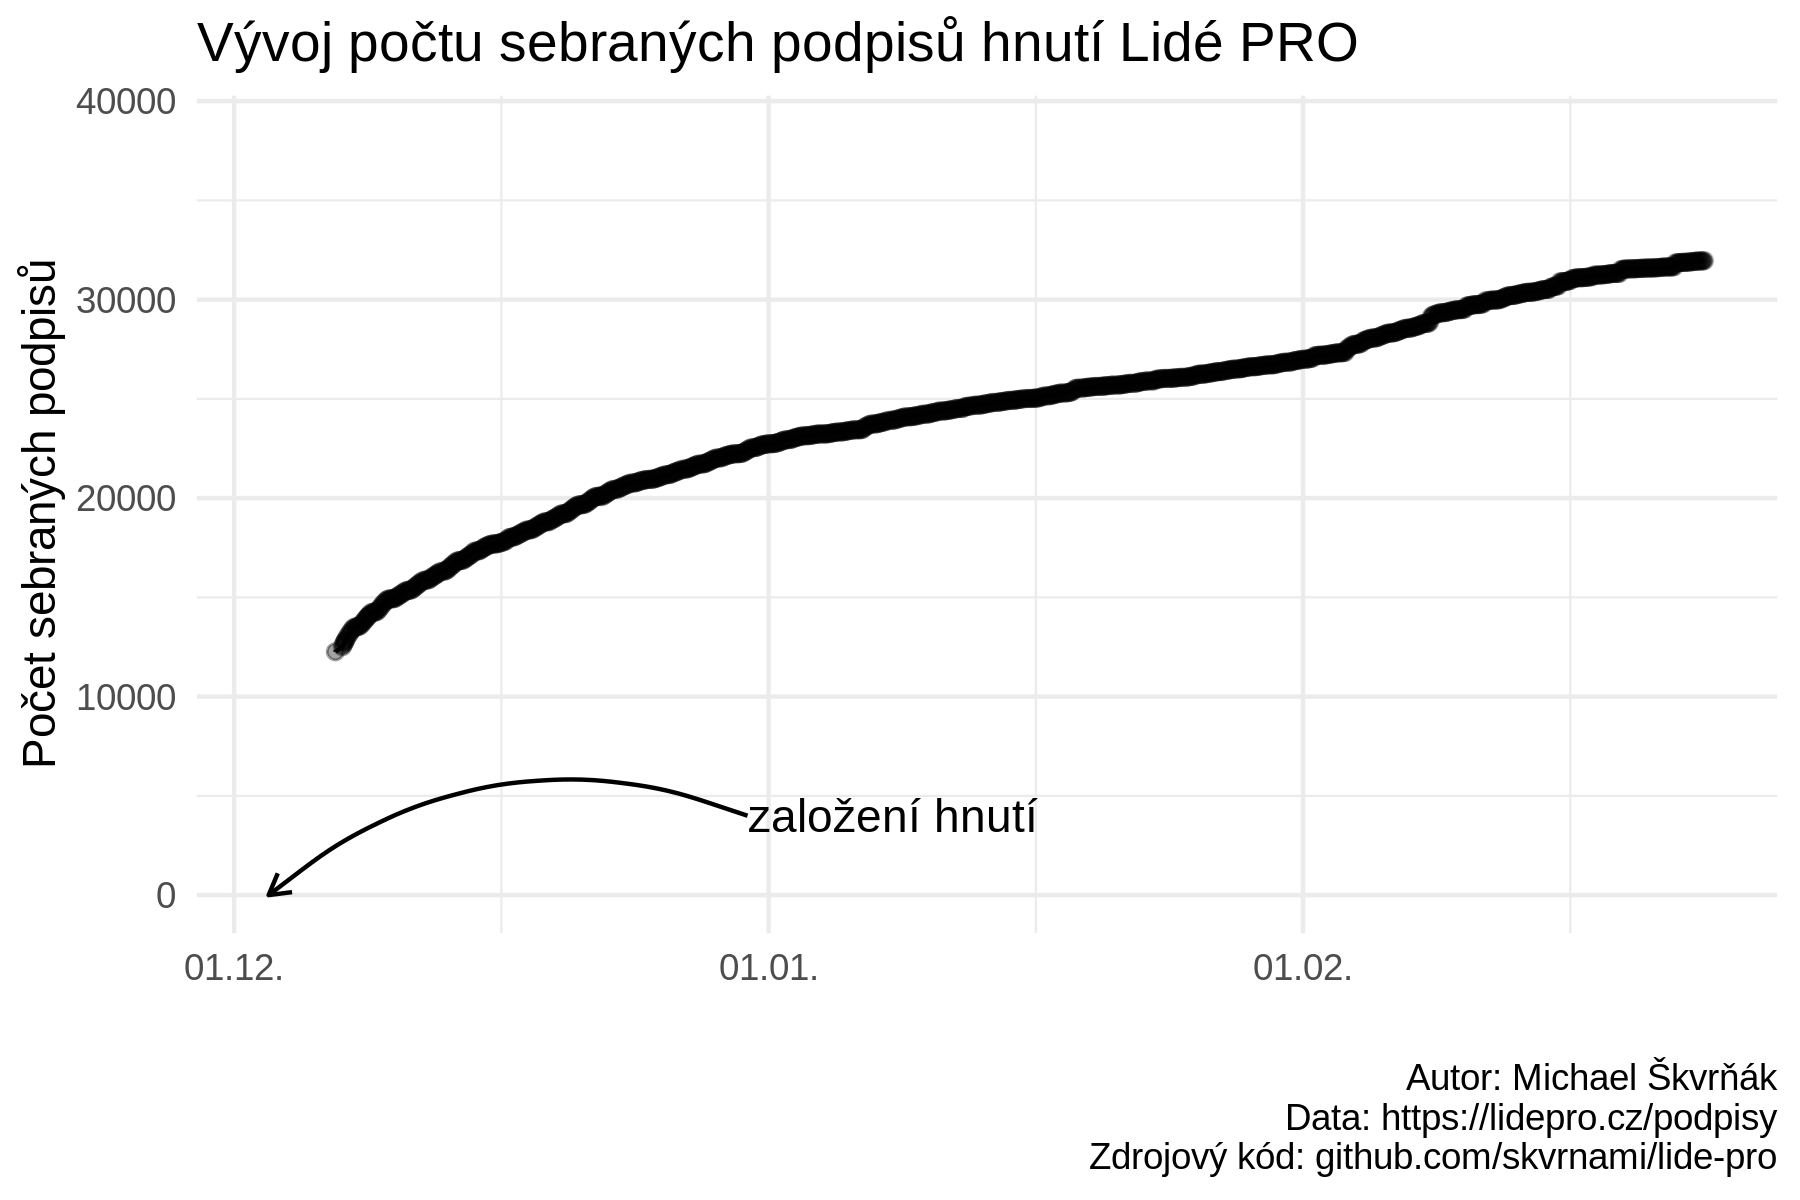 Vývoj počtu sebraných podpisů hnutí Lidé PRO
Počet sebraných podpisů
40000
30000
20000
10000
0
založení hnutí
01.12.
01.01.
01.02.
Autor: Michael Škvrňák
Data: https://lidepro.cz/podpisy
Zdrojový kód: github.com/skvrnami/lide-pro